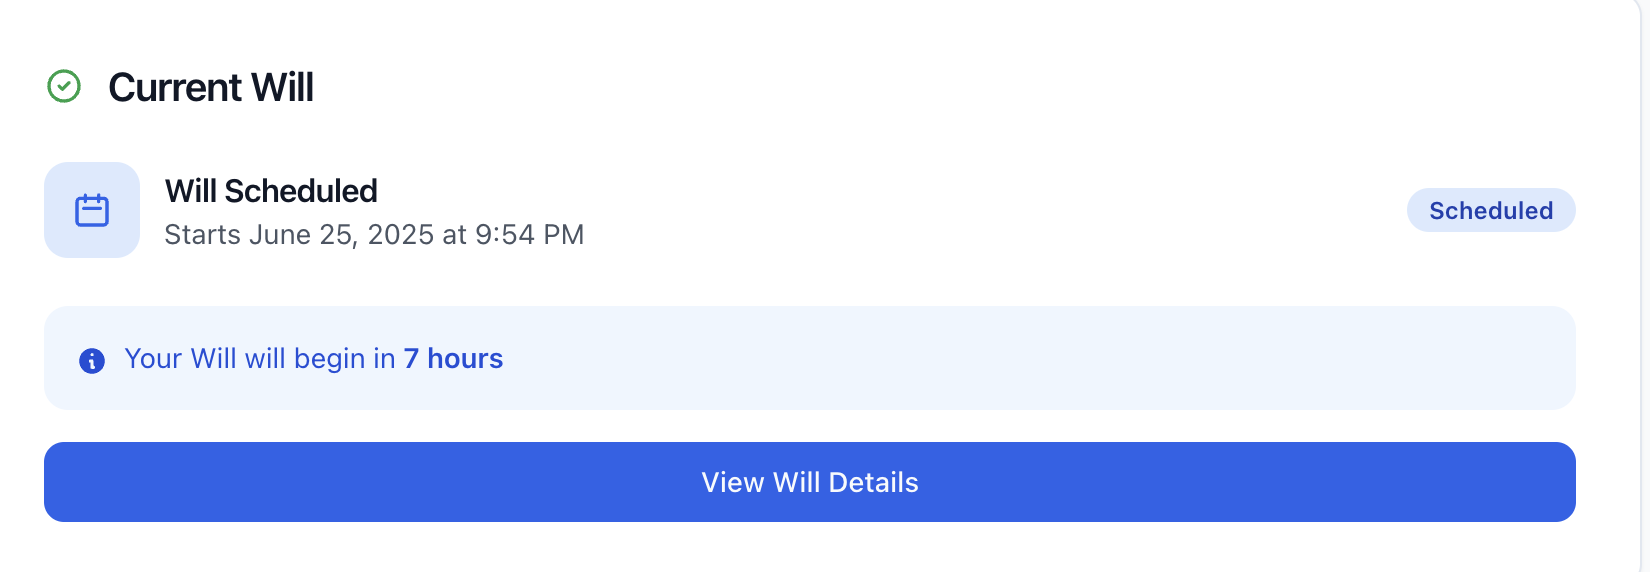 Current Will
Will Scheduled
Starts June 25, 2025 at 9:54 PM
Scheduled
Your Will will begin in 7 hours
View Will Details